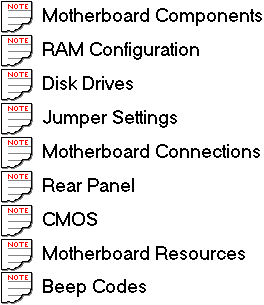 NOTE Motherboard Components
NOTE RAM Configuration
NOTE Disk Drives
NOTE Jumper Settings
NOTE Motherboard Connections
NOTE Rear Panel
NOTE CMOS
NOTE Motherboard Resources
NOTE Beep Codes